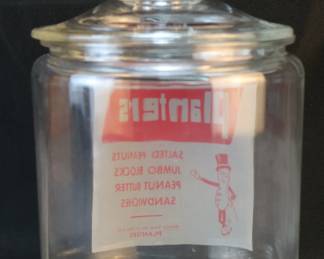 Planters
SALTED PEANUTS
JUMBO BLOCKS
PEANUT BUTTER
SANDWICHES
PLANTERS